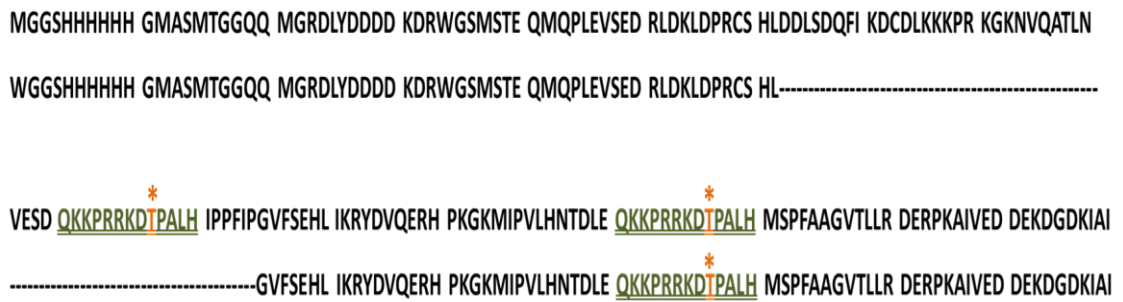 MGGSHHHHHH GMASMTGGQQ MGRDLYDDDD KDRWGSMSTE QMQPLEVSED RLDKLDPRCS HLDDLSDQFI KDCDLKKKPR KGKNVQATLN
WGGSHHHHHH GMASMTGGQQ MGRDLYDDDD KDRWGSMSTE QMQPLEVSED RLDKLDPRCS HL--------------------------------------------------
* *
VESD QKKPRRKDTPALH IPPFIPGVFSEHL IKRYDVQERH PKGKMIPVLHNTDLE QKKPRRKDTPALH MSPFAAGVTLLR DERPKAIVED DEKDGDKIAI
*
---------------------------------------GVFSEHL IKRYDVQERH PKGKMIPVLHNTDLE QKKPRRKDTPALH MSPFAAGVTLLR DERPKAIVED DEKDGDKIAI